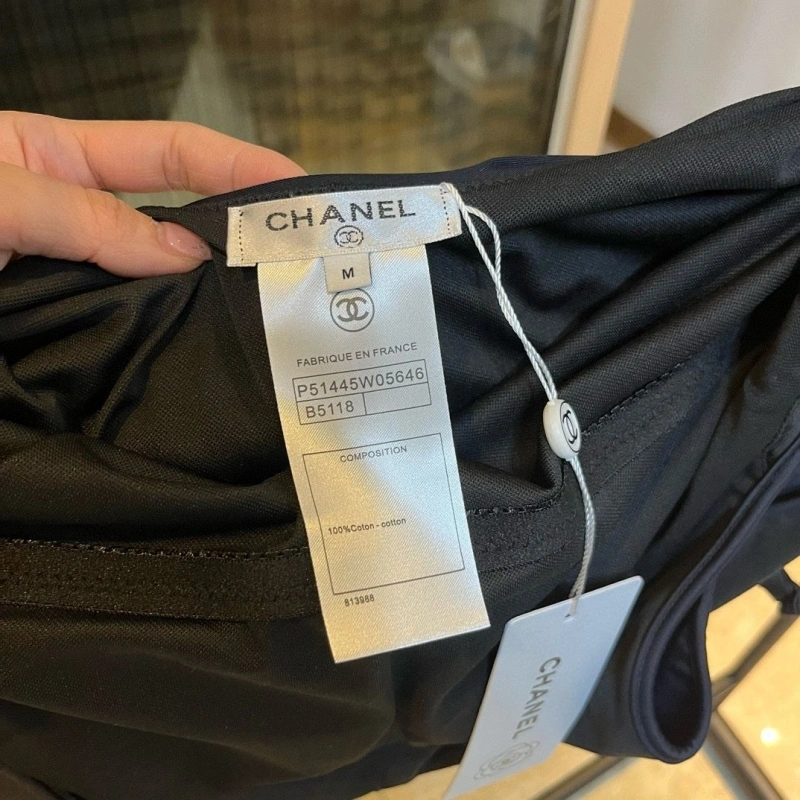 CHANEL
M
FABRIQUE EN FRANCE
P51445W05646
B5118
COMPOSITION
100%Coton - cotton
813988
CHANEL